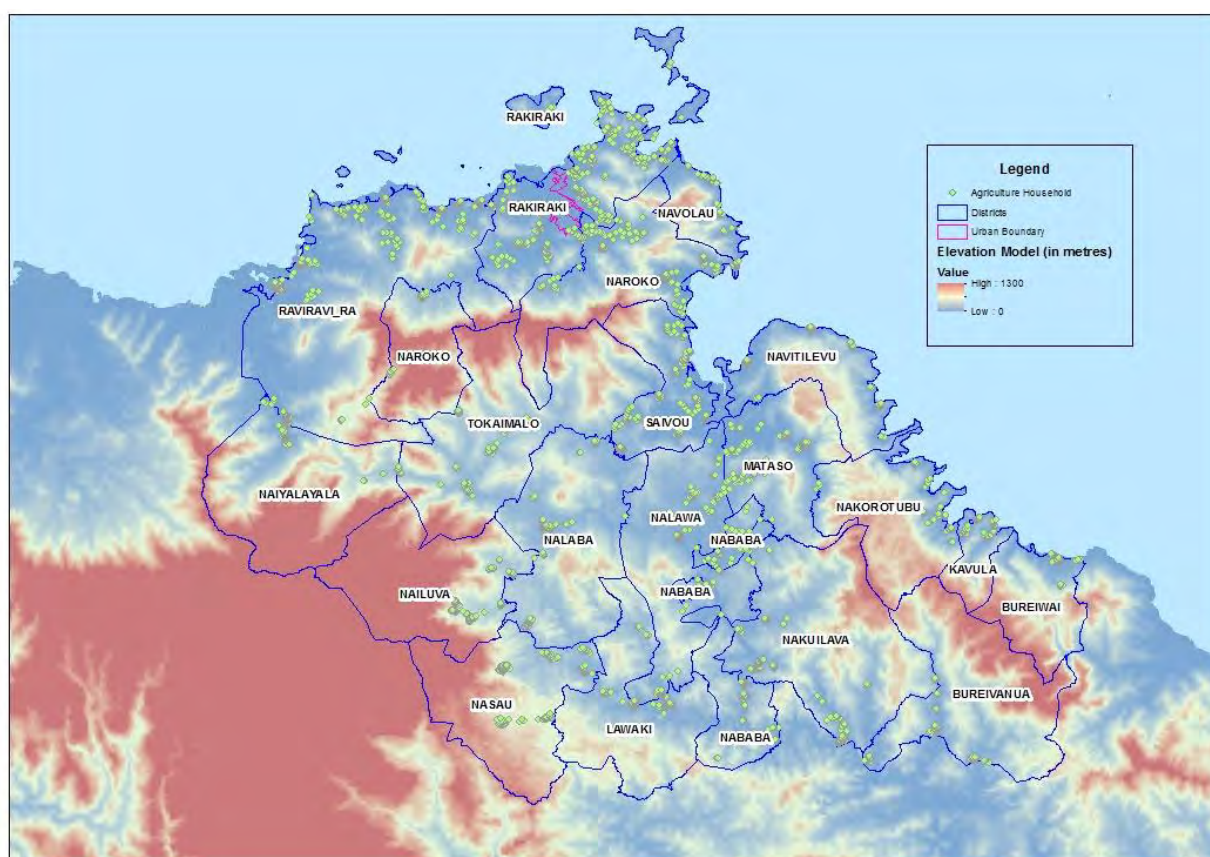 RAKIRAKI
Legend
Agriculture Household
Districts
Urban Boundary
Elevation Model (in metres)
Value
High : 1300
Low : 0
RAKIRAKI
NAVOLAU
NAROKO
RAVIRAVI_RA
NAROKO
NAVITILEVU
TOKAIMALO
SAIVOU
MATASO
NAIYALAYALA
NAKOROTUBU
NALAWA
NALABA
NABABA
KAVULA
NAILUVA
NABABA
BUREIWAI
NAKUILAVA
BUREIVANUA
NASAU
LAWAKI
NABABA